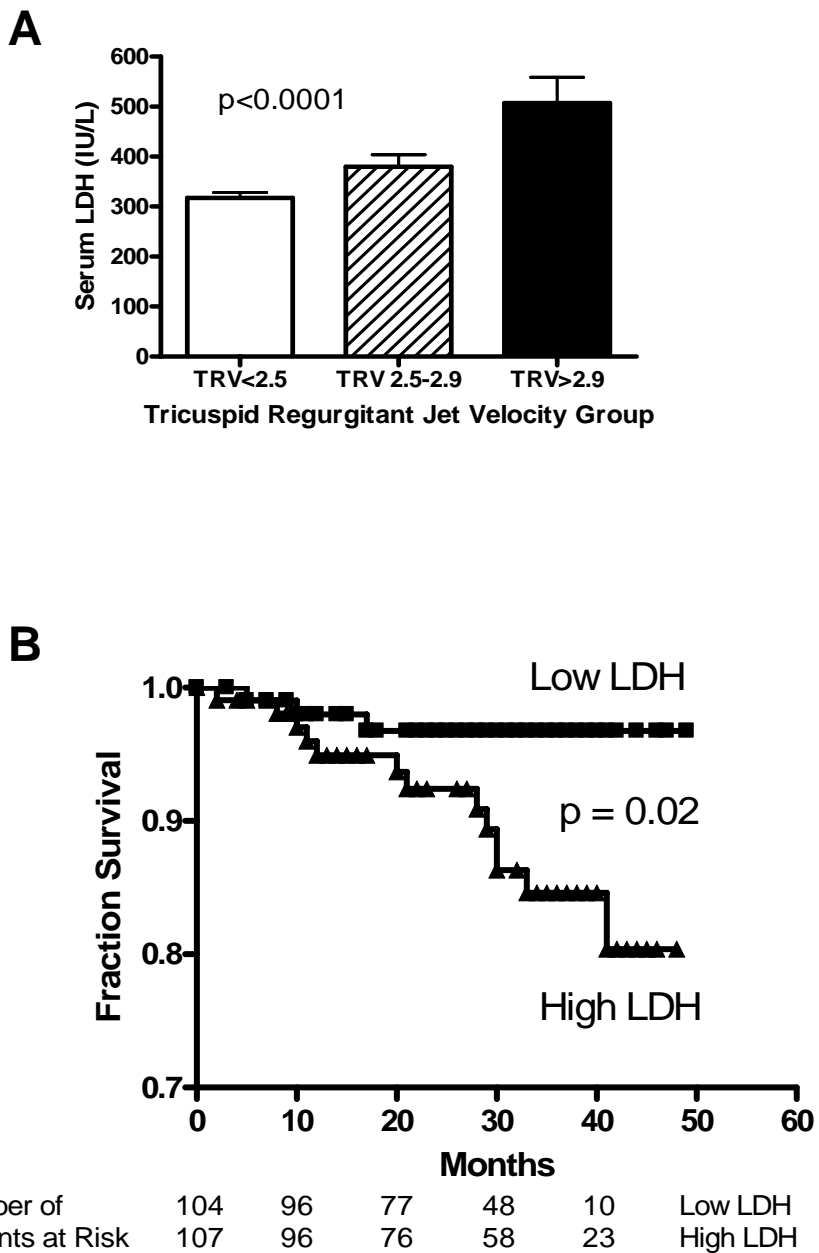 A
600
500
400
300
200
100
0
Serum LDH (IU/L)
p<0.0001
TRV<2.5 TRV 2.5-2.9 TRV>2.9
Tricuspid Regurgitant Jet Velocity Group
B
1.0
0.9
0.8
0.7
Fraction Survival
Low LDH
p = 0.02
High LDH
0 10 20 30 40 50 60
Months
of 104 96 77 48 10 Low LDH
at Risk 107 96 76 58 23 High LDH